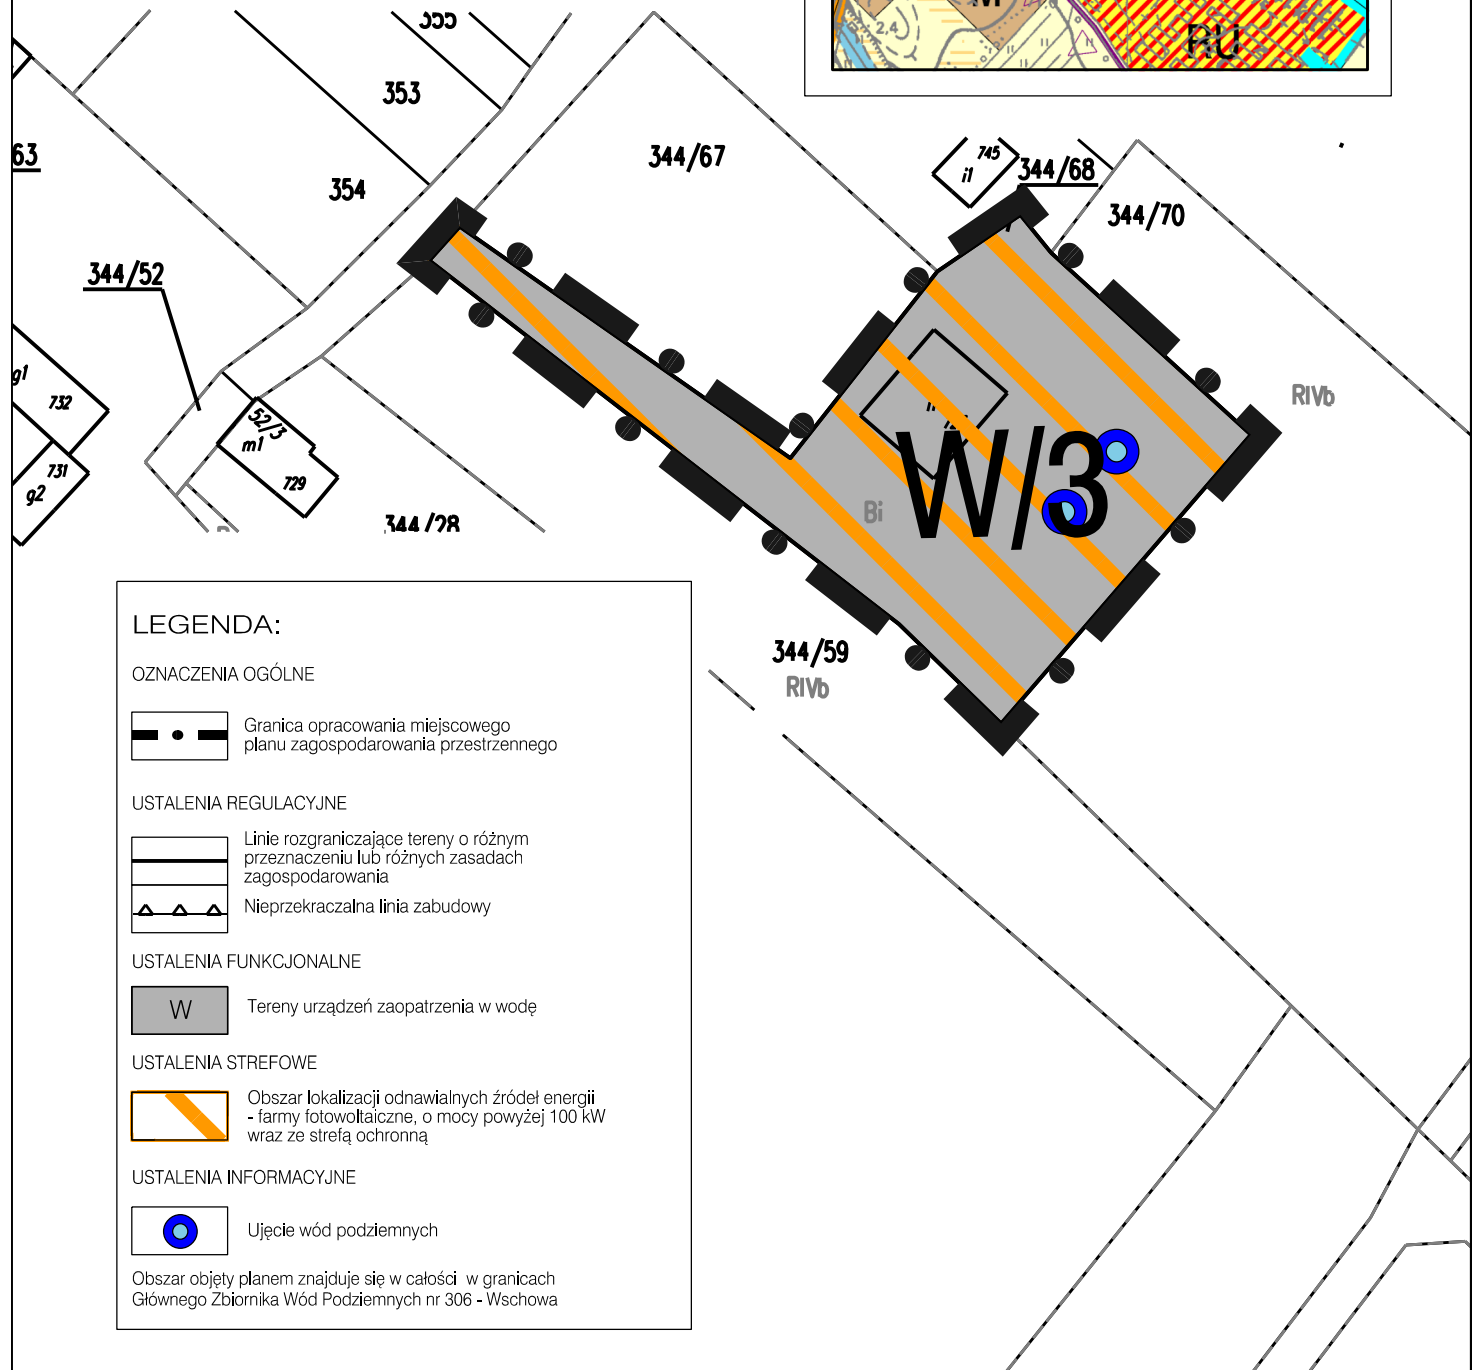 M
2,4
RU
353
63
344/67
745
i1
344/68
354
344/70
344/52
g1
732
RIVb
52/3
m1
731
g2
729
W/3
Bi
344/28
344/59
RIVb
LEGENDA:
OZNACZENIA OGÓLNE
Granica opracowania miejscowego
planu zagospodarowania przestrzennego
USTALENIA REGULACYJNE
Linie rozgraniczające tereny o różnym
przeznaczeniu lub różnych zasadach
zagospodarowania
Nieprzekraczalna linia zabudowy
USTALENIA FUNKCJONALNE
W
Tereny urządzeń zaopatrzenia w wodę
USTALENIA STREFOWE
Obszar lokalizacji odnawialnych źródeł energii
- farmy fotowoltaiczne, o mocy powyżej 100 kW
wraz ze strefą ochronną
USTALENIA INFORMACYJNE
Ujęcie wód podziemnych
Obszar objęty planem znajduje się w całości w granicach
Głównego Zbiornika Wód Podziemnych nr 306 - Wschowa